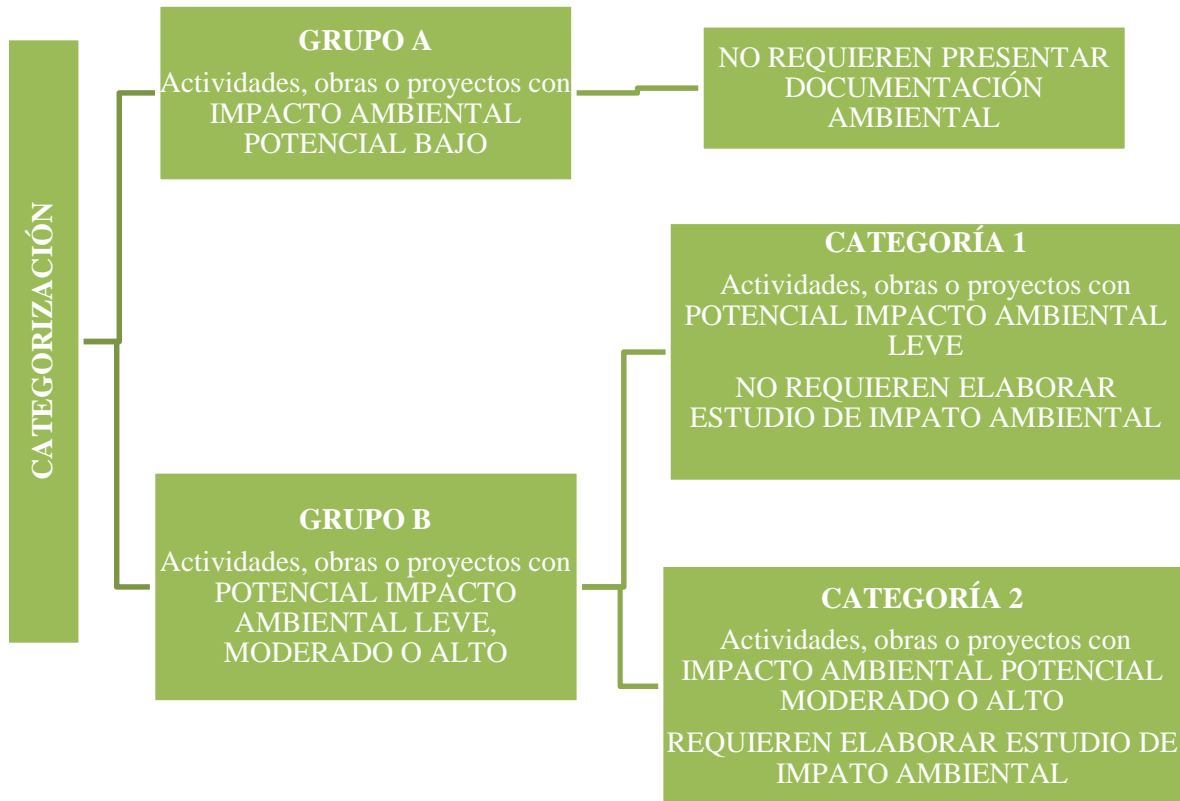 CATEGORIZACIÓN
GRUPO A
Actividades, obras o proyectos con
IMPACTO AMBIENTAL
POTENCIAL BAJO
NO REQUIEREN PRESENTAR
DOCUMENTACIÓN
AMBIENTAL
GRUPO B
Actividades, obras o proyectos con
POTENCIAL IMPACTO
AMBIENTAL LEVE,
MODERADO O ALTO
CATEGORÍA 1
Actividades, obras o proyectos con
POTENCIAL IMPACTO AMBIENTAL
LEVE
NO REQUIEREN ELABORAR
ESTUDIO DE IMPATO AMBIENTAL
CATEGORÍA 2
Actividades, obras o proyectos con
IMPACTO AMBIENTAL POTENCIAL
MODERADO O ALTO
REQUIEREN ELABORAR ESTUDIO DE
IMPATO AMBIENTAL